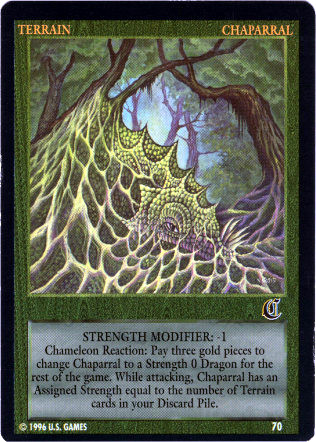 TERRAIN CHAPARRAL
C
STRENGTH MODIFIER: -1
Chameleon Reaction: Pay three gold pieces to
change Chaparral to a Strength 0 Dragon for the
rest of the game. While attacking, Chaparral has an
Assigned Strength equal to the number of Terrain
cards in your Discard Pile.
© 1996 U.S. GAMES 70